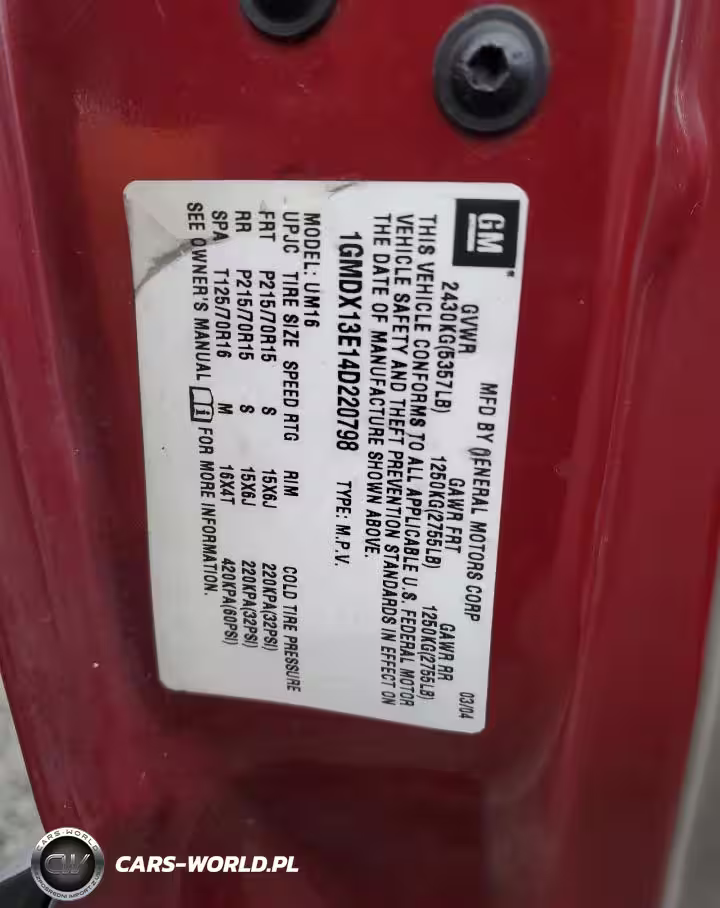 GM
MFD BY GENERAL MOTORS CORP 03/04
GVWR GAWR FRT GAWR RR
2430KG(5357LB) 1250KG(2755LB) 1250KG(2755LB)
THIS VEHICLE CONFORMS TO ALL APPLICABLE U.S. FEDERAL MOTOR
VEHICLE SAFETY AND THEFT PREVENTION STANDARDS IN EFFECT ON
THE DATE OF MANUFACTURE SHOWN ABOVE.
1GMDX13E14D220798 TYPE: M.P.V.
MODEL: UM16
UPJC TIRE SIZE SPEED RTG RIM COLD TIRE PRESSURE
FRT P215/70R15 S 15X6J 220KPA(32PSI)
RR P215/70R15 S 15X6J 220KPA(32PSI)
SPA T125/70R16 M 16X4T 420KPA(60PSI)
SEE OWNER'S MANUAL FOR MORE INFORMATION.
CARS-WORLD
CW
CARS-WORLD.PL